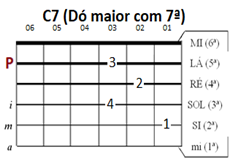 C7 (Dó maior com 7ª)
06 05 04 03 02 01
MI (6ª)
P 3 LÁ (5ª)
2 RÉ (4ª)
i 4 SOL (3ª)
m 1 SI (2ª)
a mi (1ª)